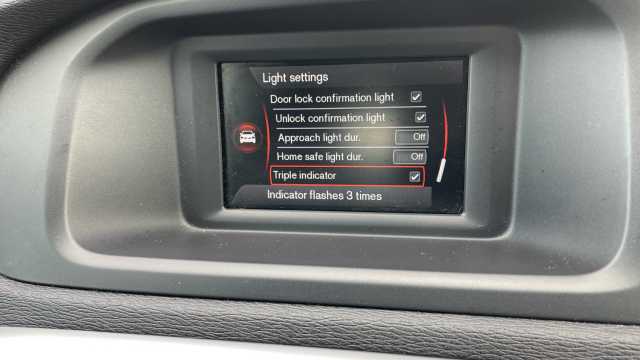 Light settings
Door lock confirmation light
Unlock confirmation light
Approach light dur. Off
Home safe light dur. Off
Triple indicator
Indicator flashes 3 times